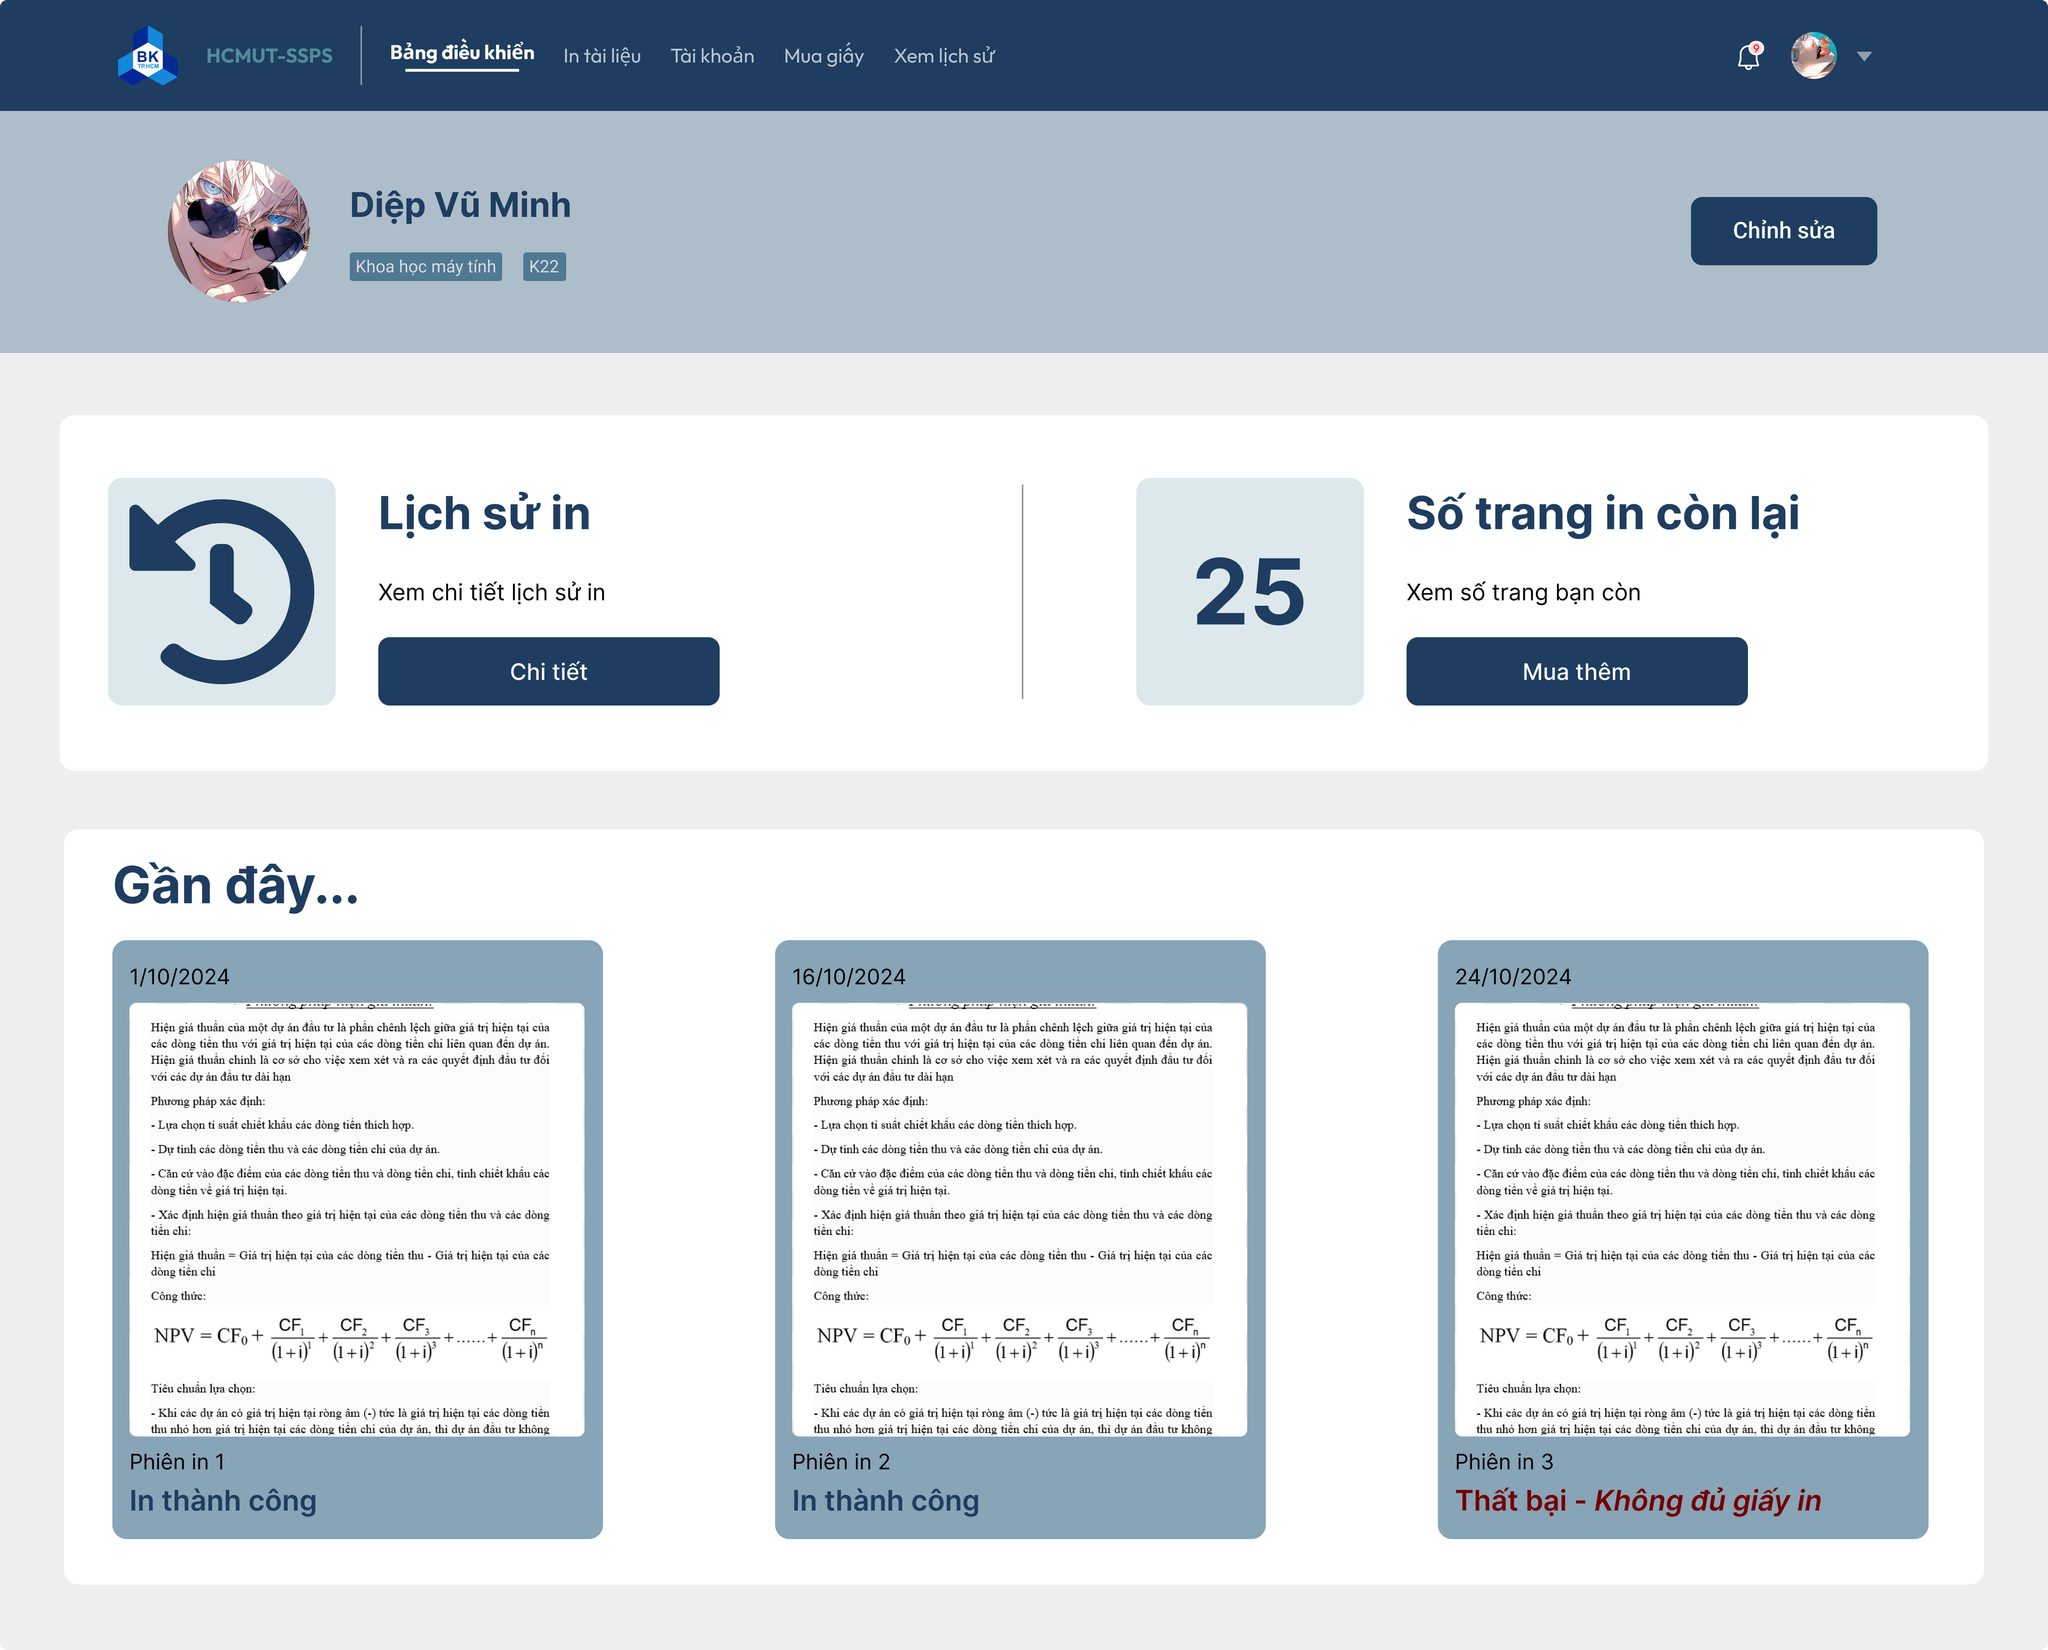 BK
TP.HCM
HCMUT-SSPS
Bảng điều khiển
In tài liệu
Tài khoản
Mua giấy
Xem lịch sử
9
Diệp Vũ Minh
Khoa học máy tính
K22
Chỉnh sửa
Lịch sử in
Xem chi tiết lịch sử in
Chi tiết
25
Số trang in còn lại
Xem số trang bạn còn
Mua thêm
Gần đây...
1/10/2024
Phương pháp hiện giá thuần:
Hiện giá thuần của một dự án đầu tư là phần chênh lệch giữa giá trị hiện tại của
các dòng tiền thu với giá trị hiện tại của các dòng tiền chi liên quan đến dự án.
Hiện giá thuần chính là cơ sở cho việc xem xét và ra các quyết định đầu tư đối
với các dự án đầu tư dài hạn
Phương pháp xác định:
- Lựa chọn tỉ suất chiết khấu các dòng tiền thích hợp.
- Dự tính các dòng tiền thu và các dòng tiền chi của dự án.
- Căn cứ vào đặc điểm của các dòng tiền thu và dòng tiền chi, tính chiết khấu các
dòng tiền về giá trị hiện tại.
- Xác định hiện giá thuần theo giá trị hiện tại của các dòng tiền thu và các dòng
tiền chi:
Hiện giá thuần = Giá trị hiện tại của các dòng tiền thu - Giá trị hiện tại của các
dòng tiền chi
Công thức:
NPV = CF₀ + CF₁/(1+i)¹ + CF₂/(1+i)² + CF₃/(1+i)³ +......+ CFₙ/(1+i)ⁿ
Tiêu chuẩn lựa chọn:
- Khi các dự án có giá trị hiện tại ròng âm (-) tức là giá trị hiện tại các dòng tiền
thu nhỏ hơn giá trị hiện tại các dòng tiền chi của dự án, thì dự án đầu tư không
Phiên in 1
In thành công
16/10/2024
Phương pháp hiện giá thuần:
Hiện giá thuần của một dự án đầu tư là phần chênh lệch giữa giá trị hiện tại của
các dòng tiền thu với giá trị hiện tại của các dòng tiền chi liên quan đến dự án.
Hiện giá thuần chính là cơ sở cho việc xem xét và ra các quyết định đầu tư đối
với các dự án đầu tư dài hạn
Phương pháp xác định:
- Lựa chọn tỉ suất chiết khấu các dòng tiền thích hợp.
- Dự tính các dòng tiền thu và các dòng tiền chi của dự án.
- Căn cứ vào đặc điểm của các dòng tiền thu và dòng tiền chi, tính chiết khấu các
dòng tiền về giá trị hiện tại.
- Xác định hiện giá thuần theo giá trị hiện tại của các dòng tiền thu và các dòng
tiền chi:
Hiện giá thuần = Giá trị hiện tại của các dòng tiền thu - Giá trị hiện tại của các
dòng tiền chi
Công thức:
NPV = CF₀ + CF₁/(1+i)¹ + CF₂/(1+i)² + CF₃/(1+i)³ +......+ CFₙ/(1+i)ⁿ
Tiêu chuẩn lựa chọn:
- Khi các dự án có giá trị hiện tại ròng âm (-) tức là giá trị hiện tại các dòng tiền
thu nhỏ hơn giá trị hiện tại các dòng tiền chi của dự án, thì dự án đầu tư không
Phiên in 2
In thành công
24/10/2024
Phương pháp hiện giá thuần:
Hiện giá thuần của một dự án đầu tư là phần chênh lệch giữa giá trị hiện tại của
các dòng tiền thu với giá trị hiện tại của các dòng tiền chi liên quan đến dự án.
Hiện giá thuần chính là cơ sở cho việc xem xét và ra các quyết định đầu tư đối
với các dự án đầu tư dài hạn
Phương pháp xác định:
- Lựa chọn tỉ suất chiết khấu các dòng tiền thích hợp.
- Dự tính các dòng tiền thu và các dòng tiền chi của dự án.
- Căn cứ vào đặc điểm của các dòng tiền thu và dòng tiền chi, tính chiết khấu các
dòng tiền về giá trị hiện tại.
- Xác định hiện giá thuần theo giá trị hiện tại của các dòng tiền thu và các dòng
tiền chi:
Hiện giá thuần = Giá trị hiện tại của các dòng tiền thu - Giá trị hiện tại của các
dòng tiền chi
Công thức:
NPV = CF₀ + CF₁/(1+i)¹ + CF₂/(1+i)² + CF₃/(1+i)³ +......+ CFₙ/(1+i)ⁿ
Tiêu chuẩn lựa chọn:
- Khi các dự án có giá trị hiện tại ròng âm (-) tức là giá trị hiện tại các dòng tiền
thu nhỏ hơn giá trị hiện tại các dòng tiền chi của dự án, thì dự án đầu tư không
Phiên in 3
Thất bại - Không đủ giấy in